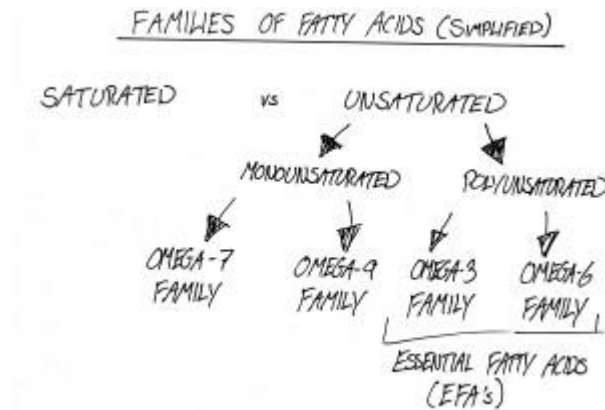 FAMILIES OF FATTY ACIDS (SIMPLIFIED)
SATURATED vs UNSATURATED
MONOUNSATURATED POLYUNSATURATED
OMEGA-7 FAMILY
OMEGA-9 FAMILY
OMEGA-3 FAMILY
OMEGA-6 FAMILY
ESSENTIAL FATTY ACIDS
(EFA's)